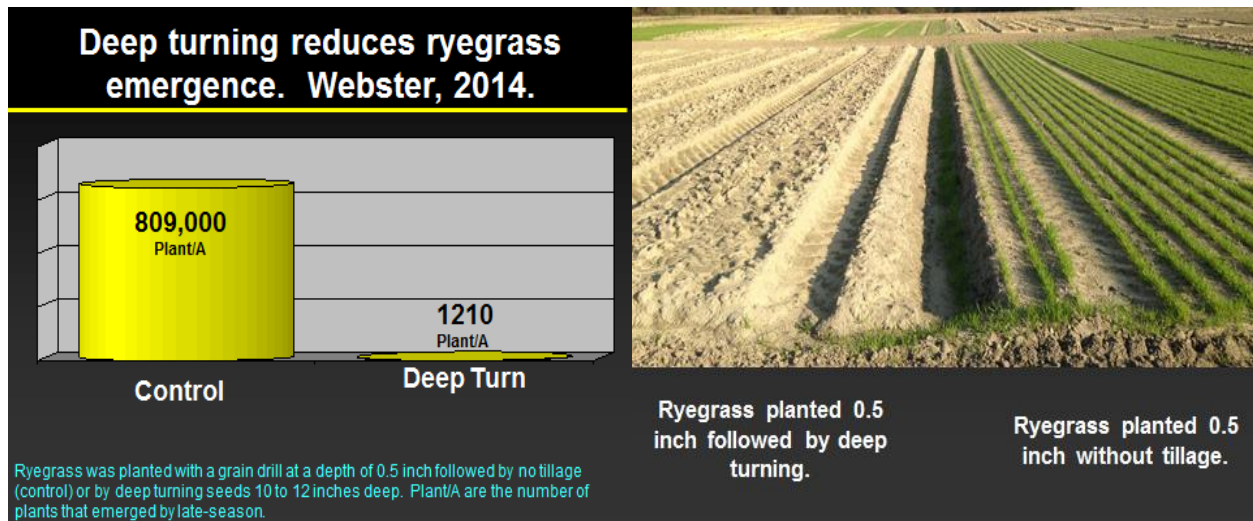 Deep turning reduces ryegrass
emergence. Webster, 2014.
809,000
Plant/A
1210
Plant/A
Control
Deep Turn
Ryegrass was planted with a grain drill at a depth of 0.5 inch followed by no tillage
(control) or by deep turning seeds 10 to 12 inches deep. Plant/A are the number of
plants that emerged by late-season.
Ryegrass planted 0.5
inch followed by deep
turning.
Ryegrass planted 0.5
inch without tillage.